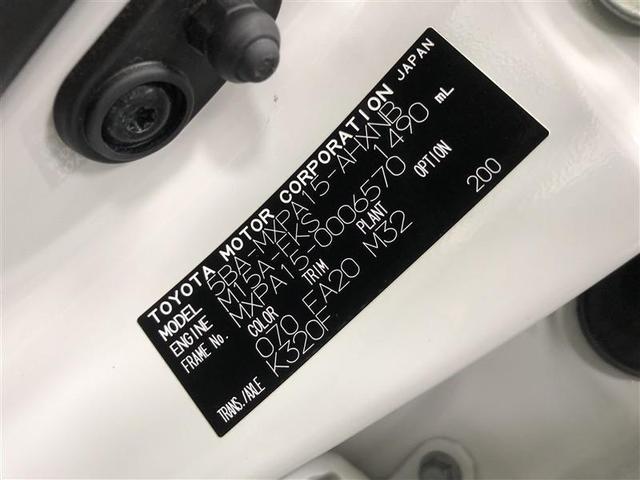 TOYOTA MOTOR CORPORATION JAPAN
MODEL 5BA-MXPA15-AHXNB
ENGINE M15A-FKS 1490 mL
FRAME No. MXPA15-0006570
COLOR TRIM PLANT OPTION
070 EA20 M32
TRANS./AXLE K320F 200